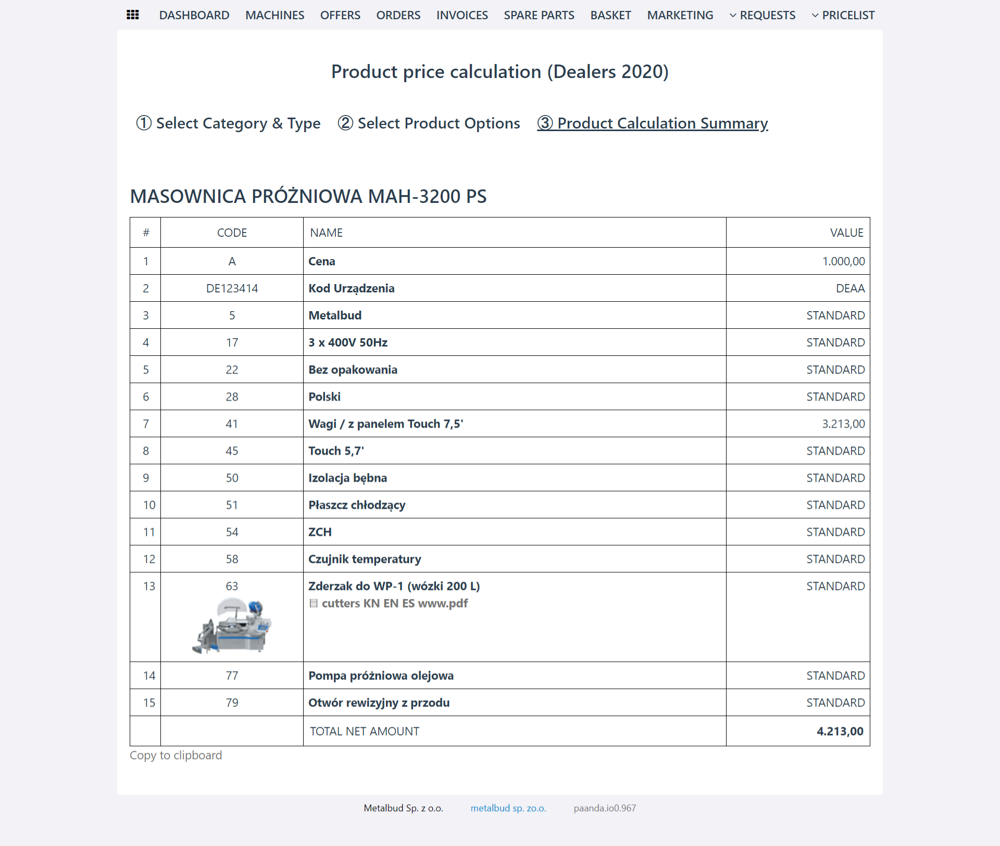 DASHBOARD MACHINES OFFERS ORDERS INVOICES SPARE PARTS BASKET MARKETING REQUESTS PRICELIST
Product price calculation (Dealers 2020)
① Select Category & Type ② Select Product Options ③ Product Calculation Summary
MASOWNICA PRÓŻNIOWA MAH-3200 PS
# CODE NAME VALUE
1 A Cena 1.000,00
2 DE123414 Kod Urządzenia DEAA
3 5 Metalbud STANDARD
4 17 3 x 400V 50Hz STANDARD
5 22 Bez opakowania STANDARD
6 28 Polski STANDARD
7 41 Wagi / z panelem Touch 7,5' 3.213,00
8 45 Touch 5,7' STANDARD
9 50 Izolacja bębna STANDARD
10 51 Płaszcz chłodzący STANDARD
11 54 ZCH STANDARD
12 58 Czujnik temperatury STANDARD
13 63 Zderzak do WP-1 (wózki 200 L) STANDARD
cutters KN EN ES www.pdf
14 77 Pompa próżniowa olejowa STANDARD
15 79 Otwór rewizyjny z przodu STANDARD
TOTAL NET AMOUNT 4.213,00
Copy to clipboard
Metalbud Sp. z o.o. metalbud sp. zo.o. paanda.io0.967